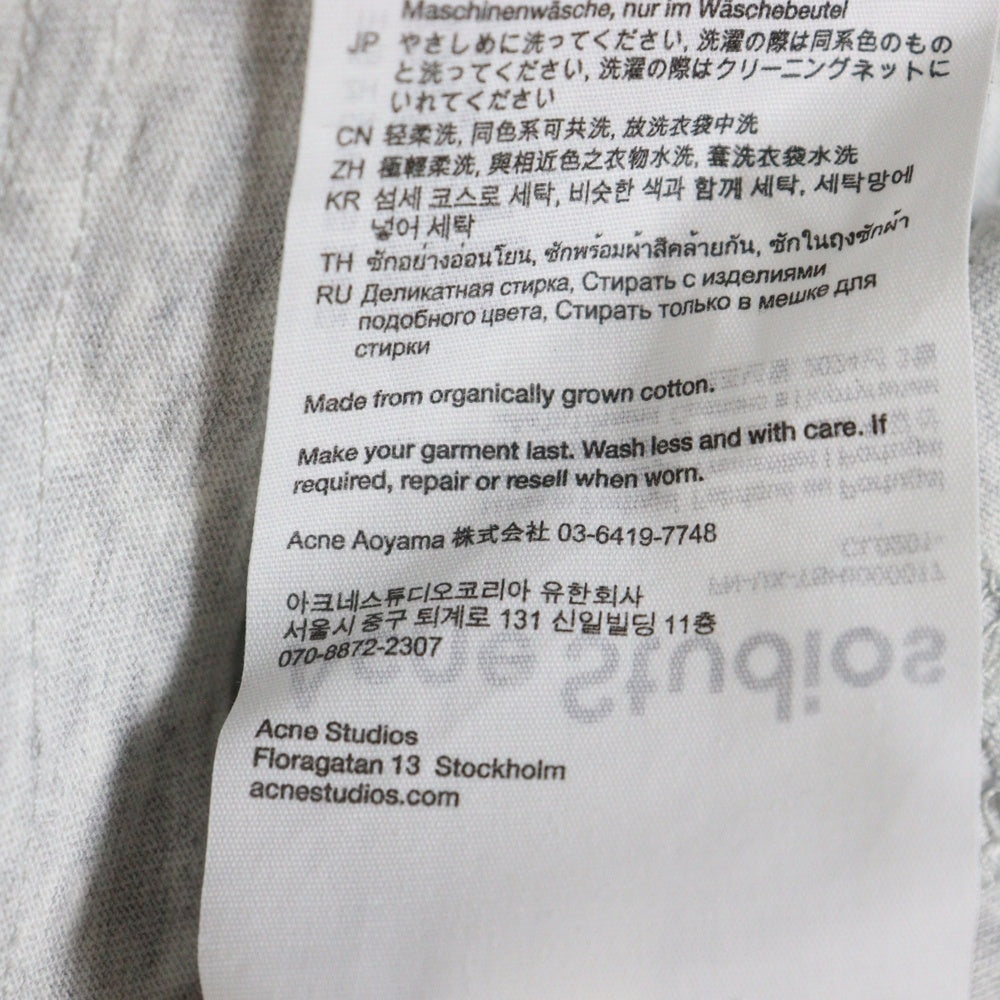 Maschinenwäsche, nur im Wäschebeutel
JP やさしめに洗ってください, 洗濯の際は同系色のもの
と洗ってください, 洗濯の際はクリーニングネットに
いれてください
CN 轻柔洗, 同色系可共洗, 放洗衣袋中洗
ZH 極輕柔洗, 與相近色之衣物水洗, 套洗衣袋水洗
KR 섬세 코스로 세탁, 비슷한 색과 함께 세탁, 세탁망에
넣어 세탁
TH ซักอย่างอ่อนโยน, ซักพร้อมผ้าสีคล้ายกัน, ซักในถุงซักผ้า
RU Деликатная стирка, Стирать с изделиями
подобного цвета, Стирать только в мешке для
стирки
Made from organically grown cotton.
Make your garment last. Wash less and with care. If
required, repair or resell when worn.
Acne Aoyama 株式会社 03-6419-7748
아크네스튜디오코리아 유한회사
서울시 중구 퇴계로 131 신일빌딩 11층
070-8872-2307
Acne Studios
Floragatan 13 Stockholm
acnestudios.com
Acne Studios